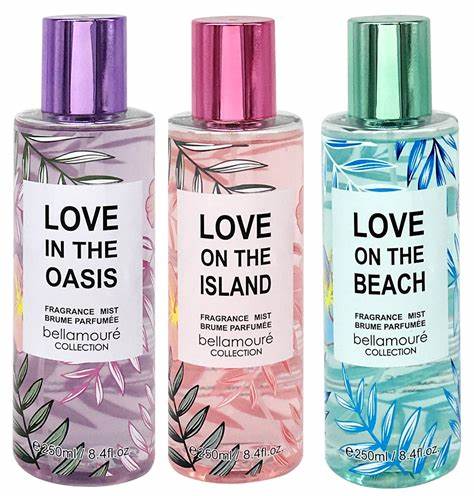 LOVE
IN THE
OASIS
FRAGRANCE MIST
BRUME PARFUMÉE
bellamouré
COLLECTION
℮250ml / 8.4fl.oz.
LOVE
ON THE
ISLAND
FRAGRANCE MIST
BRUME PARFUMÉE
bellamouré
COLLECTION
℮250ml / 8.4fl.oz.
LOVE
ON THE
BEACH
FRAGRANCE MIST
BRUME PARFUMÉE
bellamouré
COLLECTION
℮250ml / 8.4fl.oz.